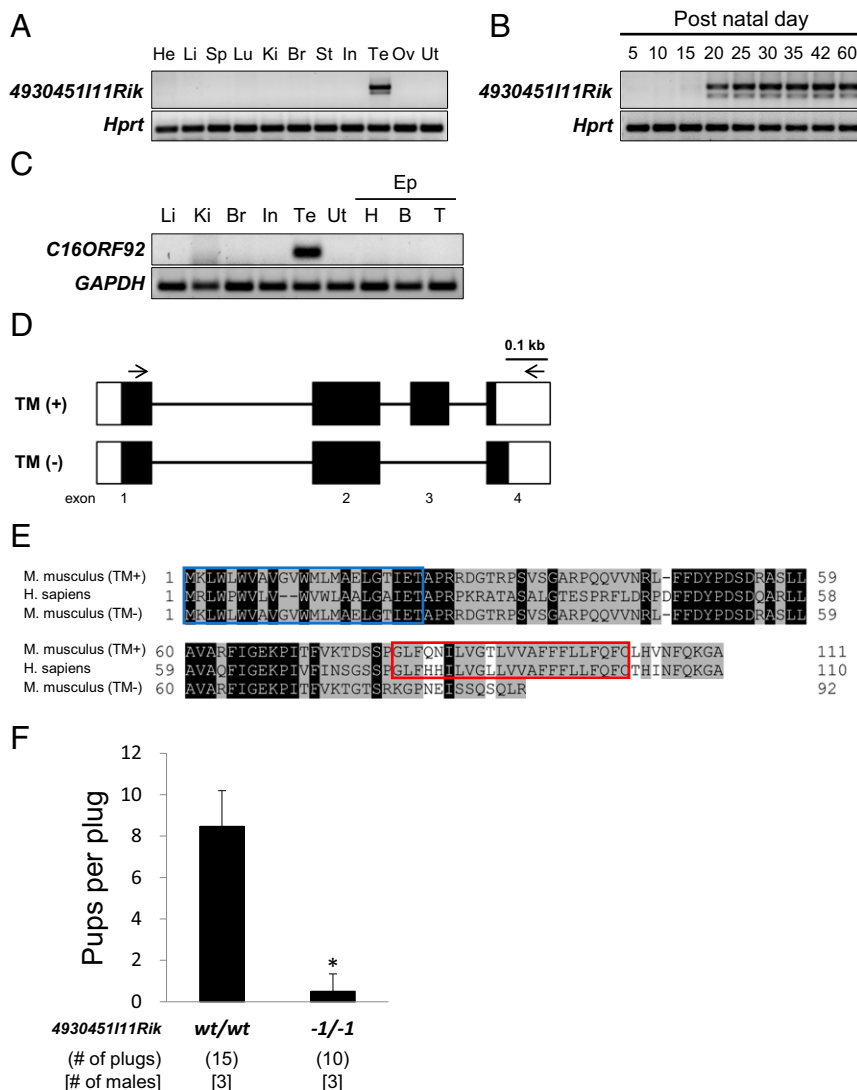 A
He Li Sp Lu Ki Br St In Te Ov Ut
4930451I11Rik
Hprt
B
Post natal day
5 10 15 20 25 30 35 42 60
4930451I11Rik
Hprt
C
Ep
Li Ki Br In Te Ut H B T
C16ORF92
GAPDH
D
0.1 kb
TM (+)
TM (-)
exon 1 2 3 4
E
M. musculus (TM+) 1 MKLWLWVAVGVWMLMAELGTIETAPRRDGTRPSVSGARPQQVVNRL-FFDYPDSDRASLL 59
H. sapiens 1 MRLWPWVLV--WVWLAALGAIETAPRPKRATASALGTESPRFLDRPDFFDYPDSDQARLL 58
M. musculus (TM-) 1 MKLWLWVAVGVWMLMAELGTIETAPRRDGTRPSVSGARPQQVVNRL-FFDYPDSDRASLL 59
M. musculus (TM+) 60 AVARFIGEKPITFVKTDSSPGLFQNILVGTLVVAFFFLLFQFCLHVNFQKGA 111
H. sapiens 59 AVAQFIGEKPIVFINSGSSPGLFHHILVGLLVVAFFFLLFQFCTHINFQKGA 110
M. musculus (TM-) 60 AVARFIGEKPITFVKTGTSRKGPNEISSQSQLR 92
F
Pups per plug
12
10
8
6
4
2
0
*
4930451I11Rik wt/wt -1/-1
(# of plugs) (15) (10)
[# of males] [3] [3]